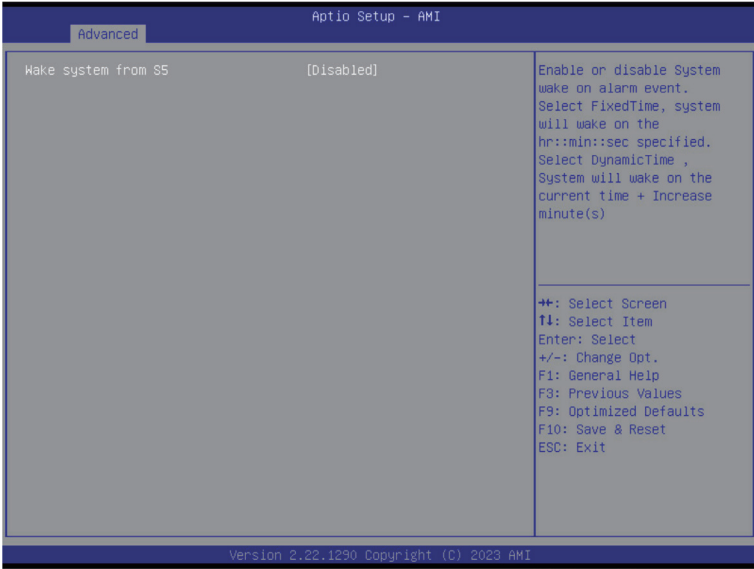 Aptio Setup - AMI
Advanced
Wake system from S5 [Disabled]
Enable or disable System
wake on alarm event.
Select FixedTime, system
will wake on the
hr::min::sec specified.
Select DynamicTime ,
System will wake on the
current time + Increase
minute(s)
→←: Select Screen
↑↓: Select Item
Enter: Select
+/-: Change Opt.
F1: General Help
F3: Previous Values
F9: Optimized Defaults
F10: Save & Reset
ESC: Exit
Version 2.22.1290 Copyright (C) 2023 AMI